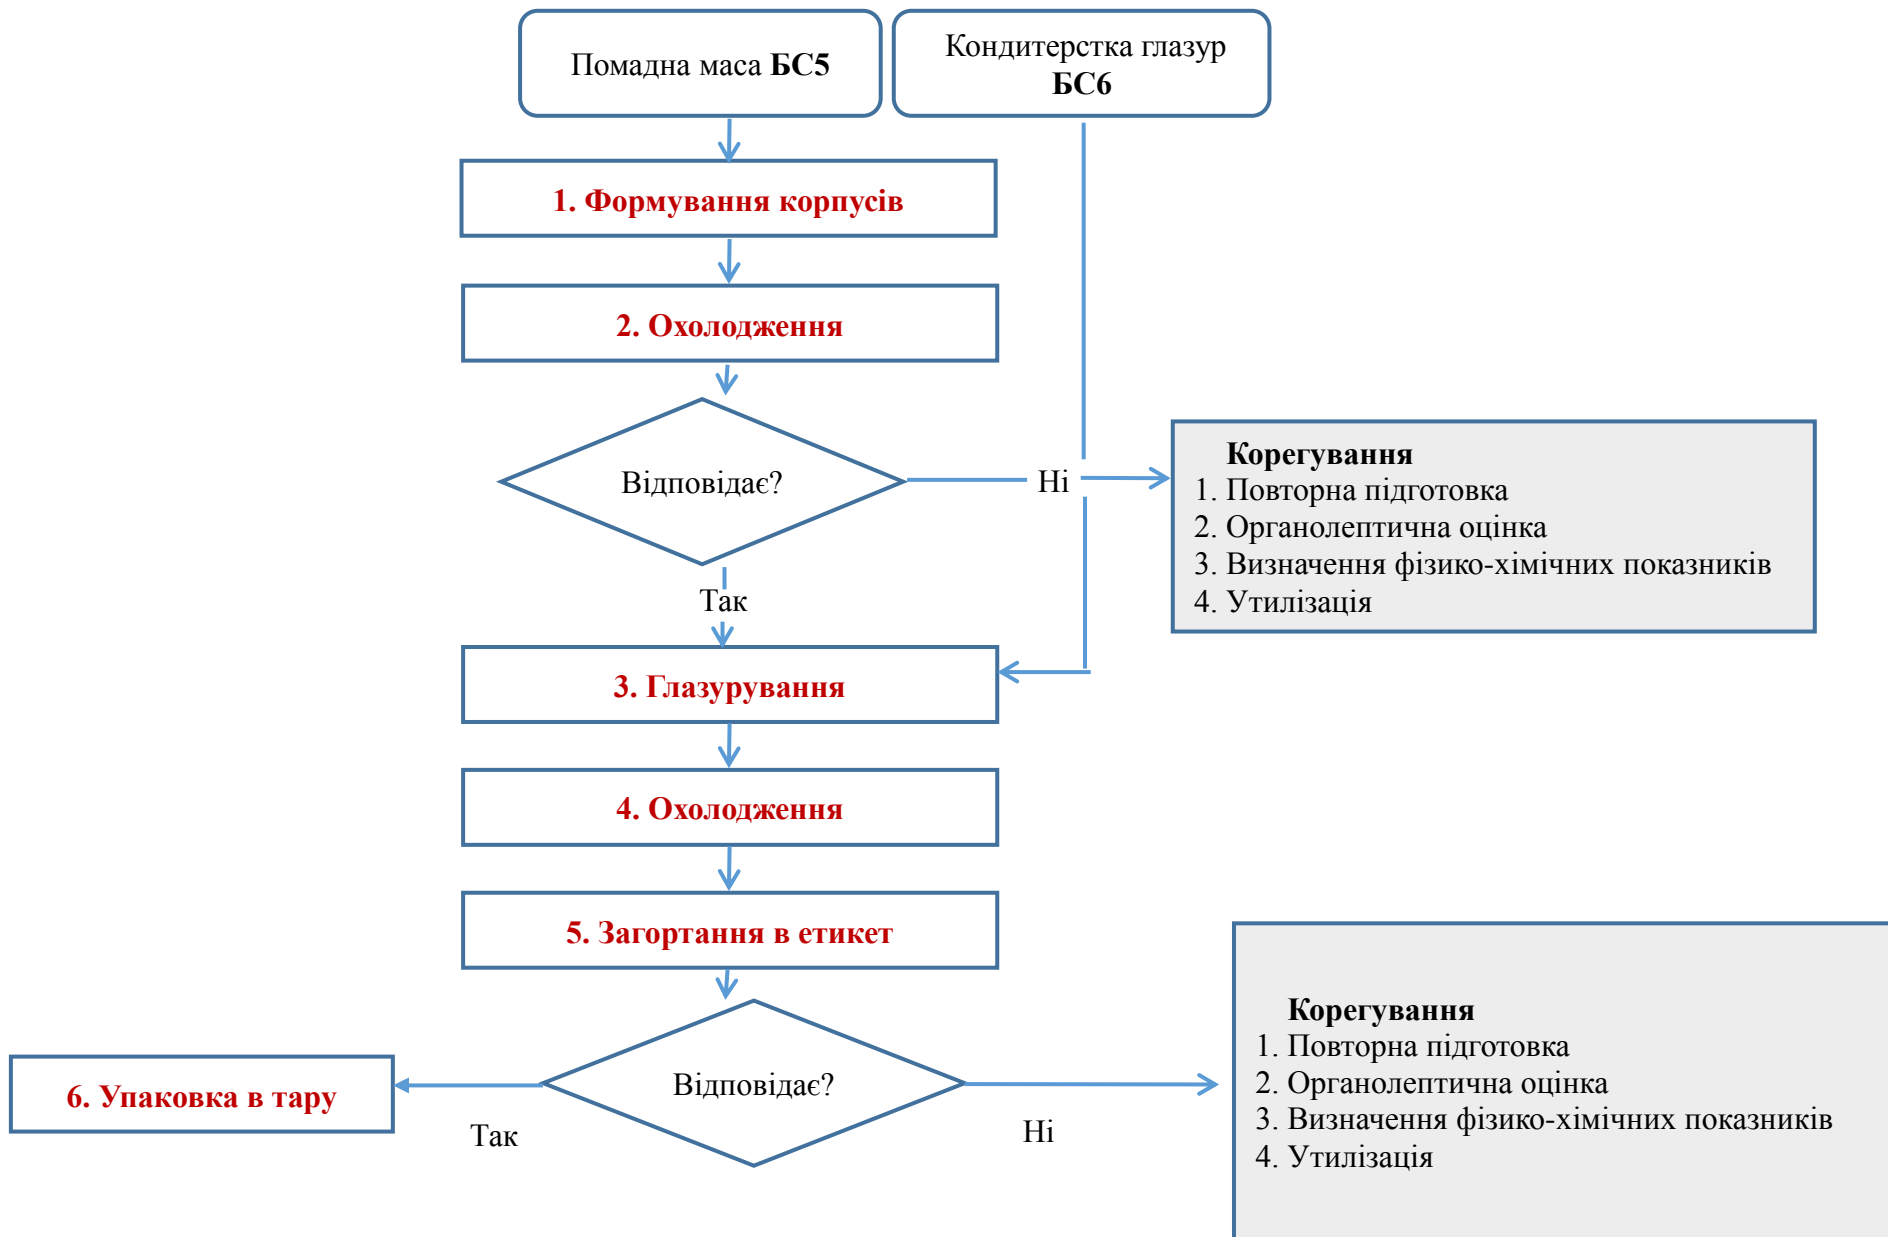 Помадна маса БС5
Кондитерстка глазур
БС6
1. Формування корпусів
2. Охолодження
Відповідає?
Ні
Корегування
1. Повторна підготовка
2. Органолептична оцінка
3. Визначення фізико-хімічних показників
4. Утилізація
Так
3. Глазурування
4. Охолодження
5. Загортання в етикет
Відповідає?
6. Упаковка в тару
Так
Ні
Корегування
1. Повторна підготовка
2. Органолептична оцінка
3. Визначення фізико-хімічних показників
4. Утилізація